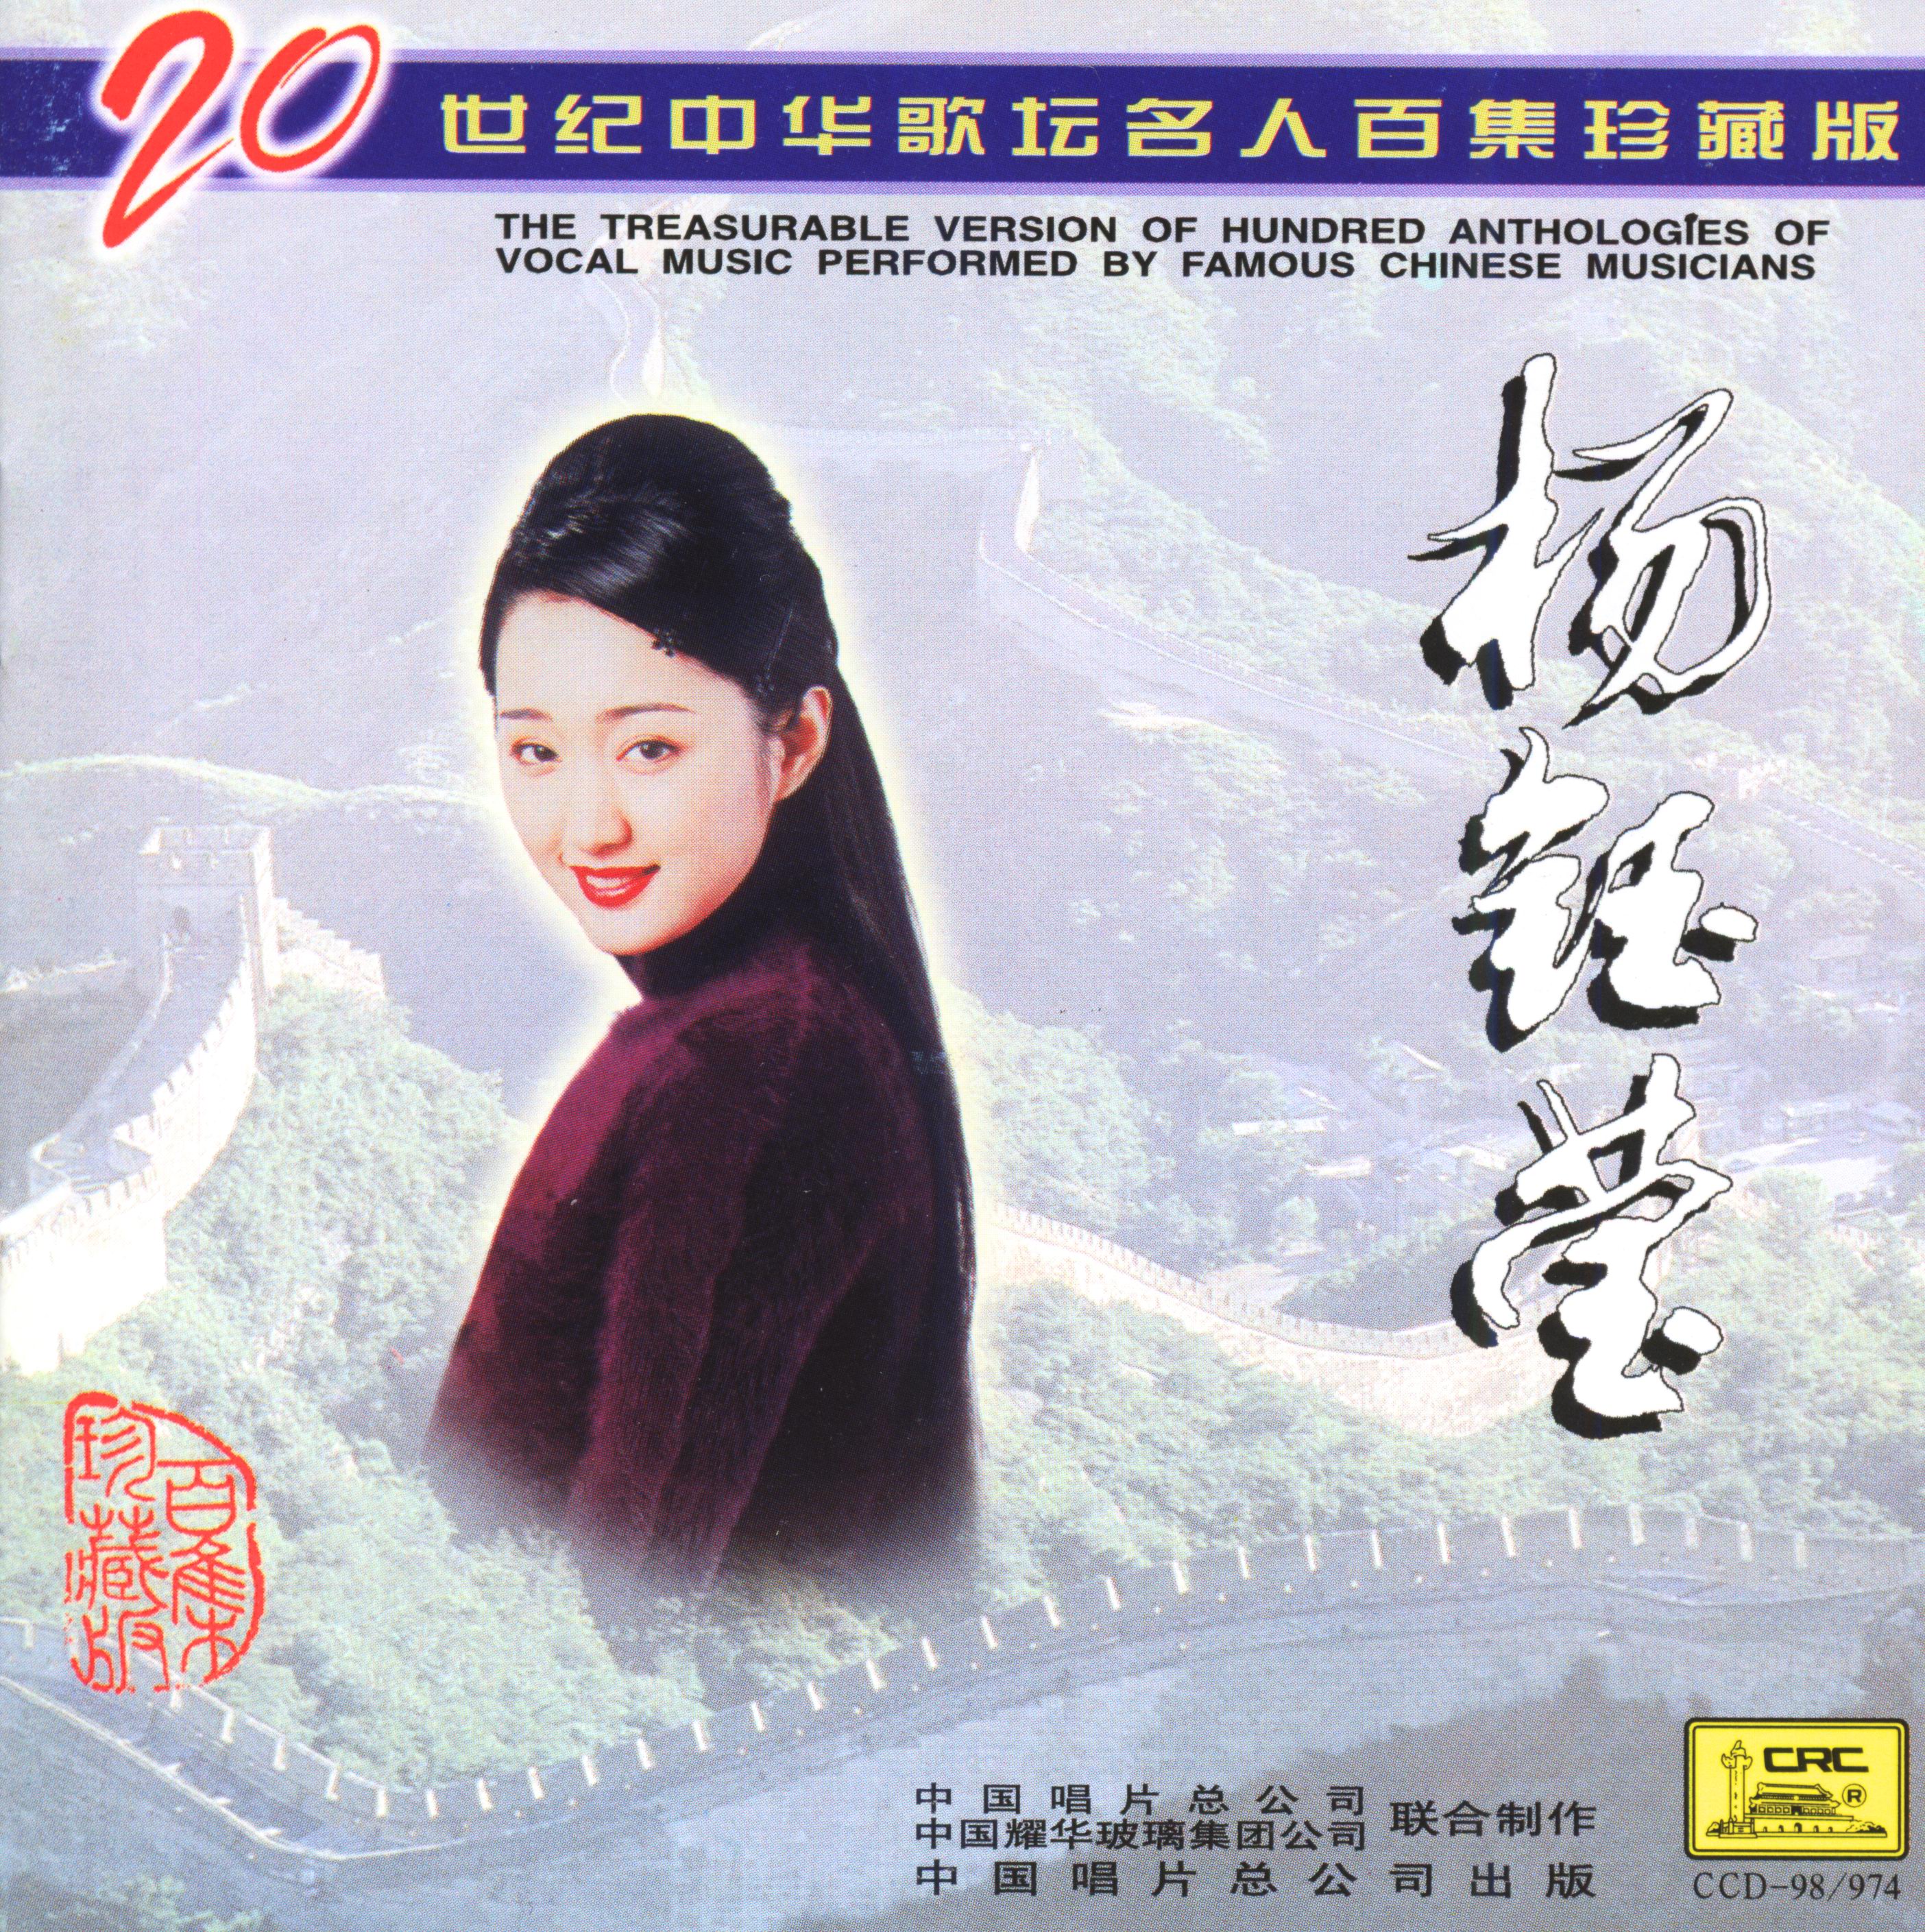 20世纪中华歌坛名人百集珍藏版
THE TREASURABLE VERSION OF HUNDRED ANTHOLOGIES OF
VOCAL MUSIC PERFORMED BY FAMOUS CHINESE MUSICIANS
杨钰莹
百集
珍藏版
中国唱片总公司
中国耀华玻璃集团公司
联合制作
中国唱片总公司出版
CRC
®
CCD-98/974